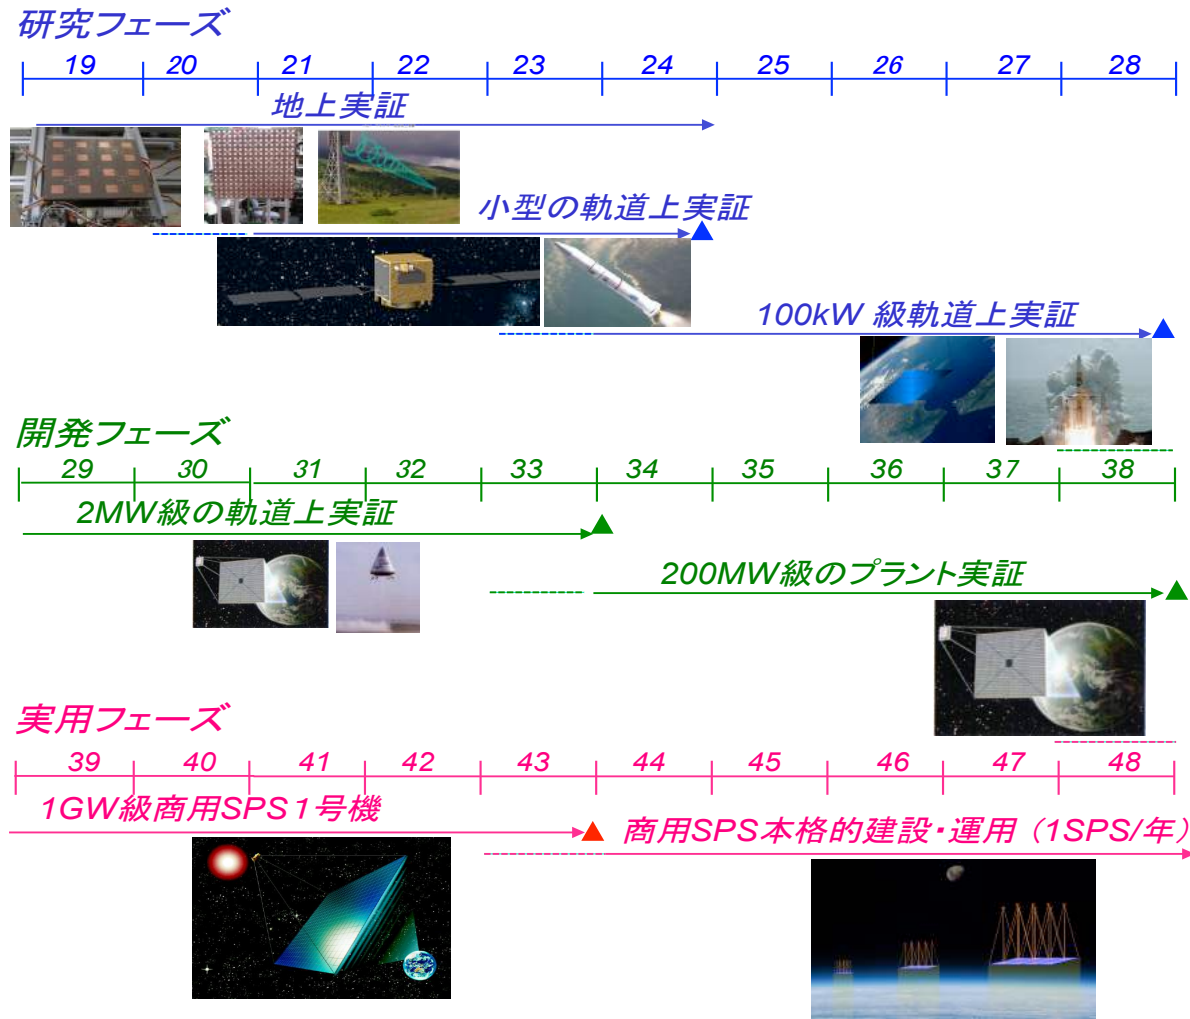 研究フェーズ
19 20 21 22 23 24 25 26 27 28
地上実証
小型の軌道上実証
100kW 級軌道上実証
開発フェーズ
29 30 31 32 33 34 35 36 37 38
2MW級の軌道上実証
200MW級のプラント実証
実用フェーズ
39 40 41 42 43 44 45 46 47 48
1GW級商用SPS1号機
商用SPS本格的建設・運用（1SPS/年）